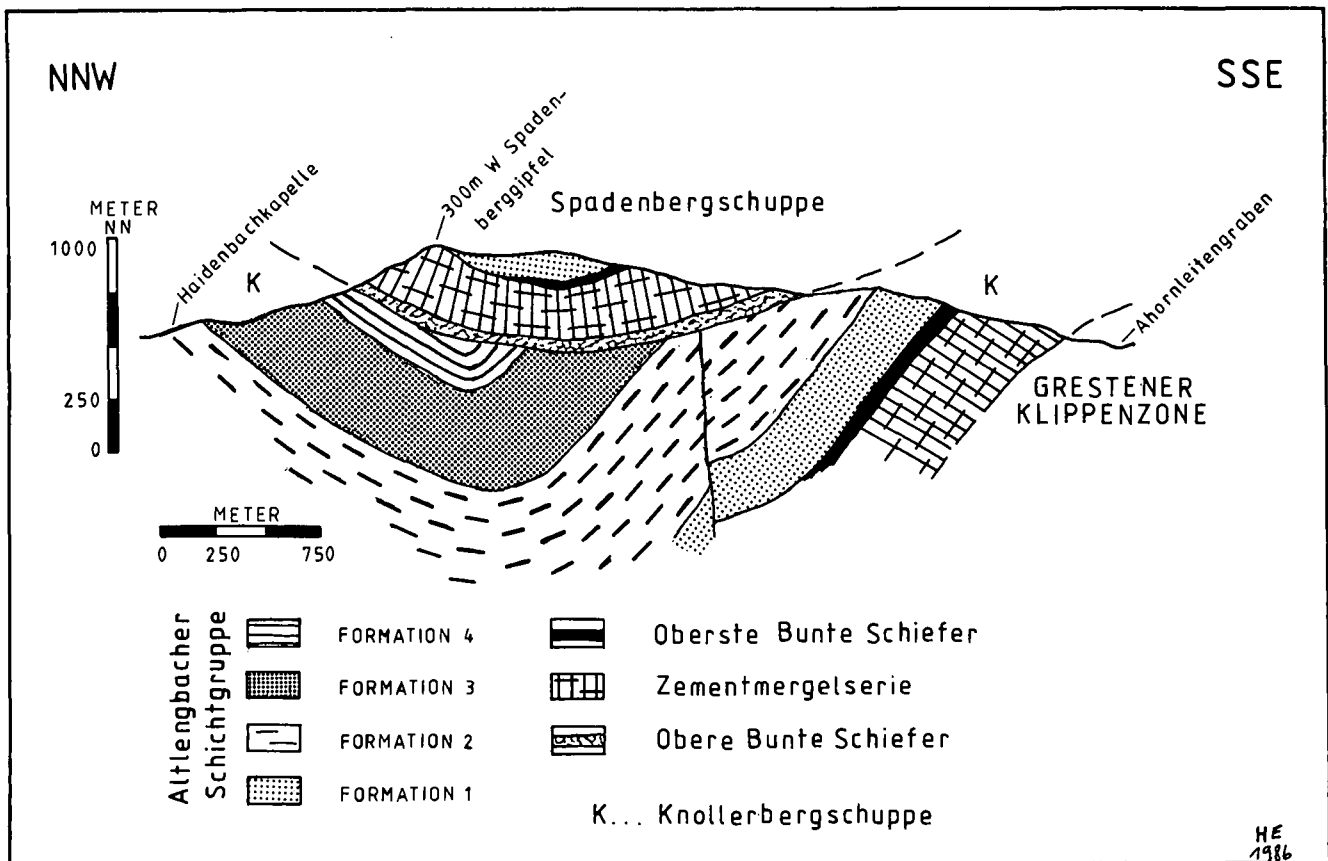 NNW
SSE
Haidenbachkapelle
300m W Spaden-
berggipfel
Spadenbergschuppe
Ahornleitengraben
METER
NN
1000
250
0
K
K
GRESTENER
KLIPPENZONE
METER
0 250 750
Altlengbacher
Schichtgruppe
FORMATION 4
FORMATION 3
FORMATION 2
FORMATION 1
Oberste Bunte Schiefer
Zementmergelserie
Obere Bunte Schiefer
K... Knollerbergschuppe
HE
1986